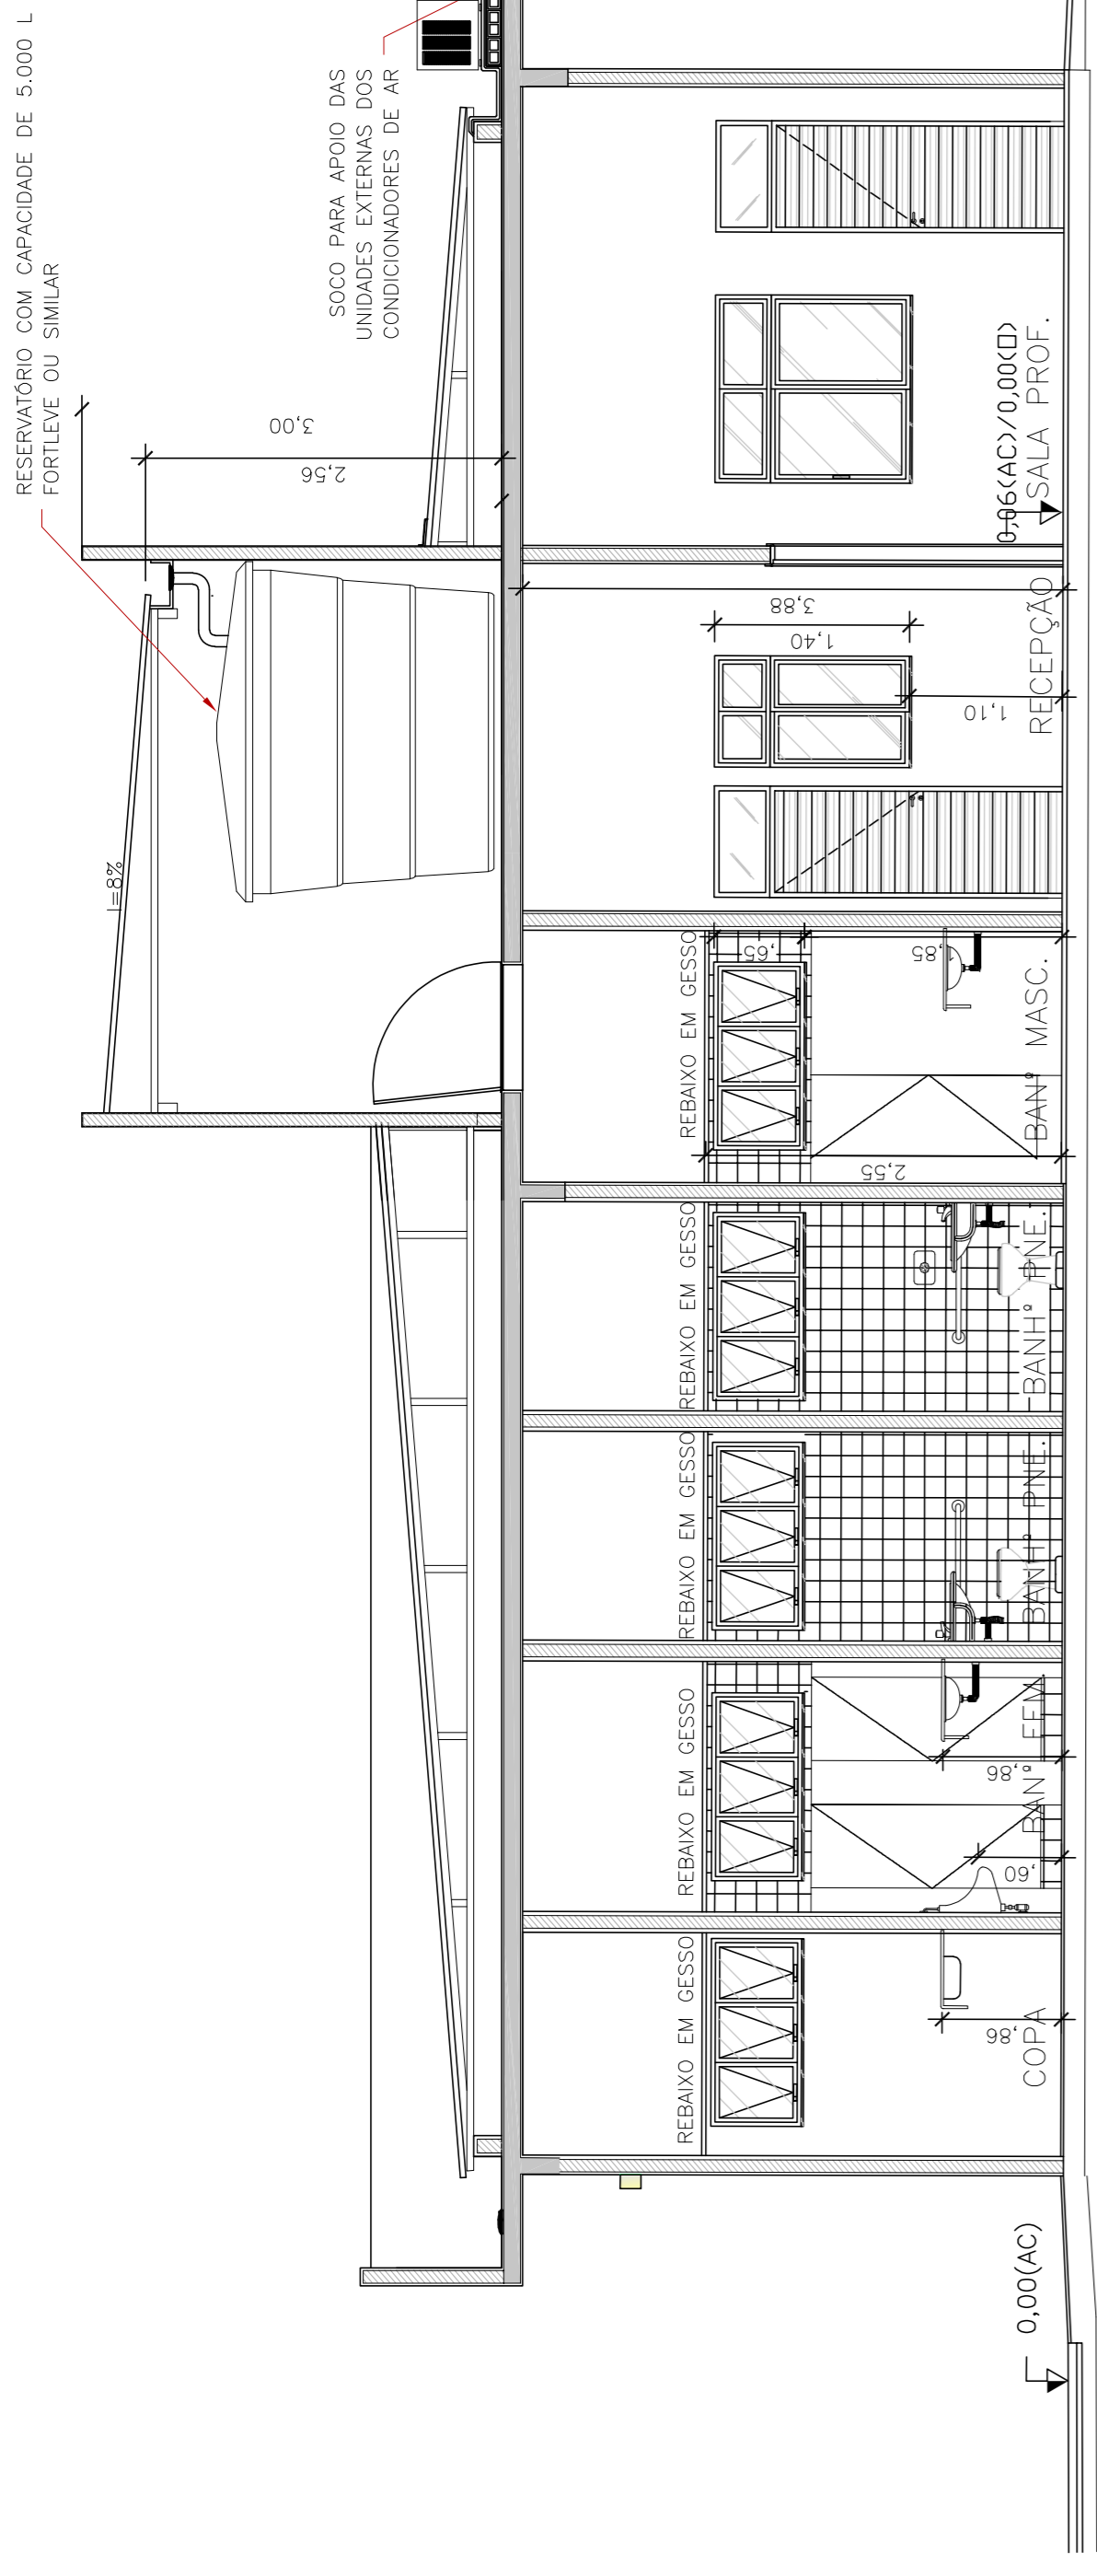 RESERVATÓRIO COM CAPACIDADE DE 5.000 L
FORTLEVE OU SIMILAR
SOCO PARA APOIO DAS
UNIDADES EXTERNAS DOS
CONDICIONADORES DE AR
I=8%
3,00
2,56
REBAIXO EM GESSO
REBAIXO EM GESSO
REBAIXO EM GESSO
REBAIXO EM GESSO
REBAIXO EM GESSO
,65
1,40
3,88
1,85
2,55
1,10
,86
,60
,86
0,00(AC)
COPA
BANº FEM.
BANHº PNE.
BANHº PNE.
BANº MASC.
RECEPÇÃO
0,06(AC)/0,00(□)
SALA PROF.